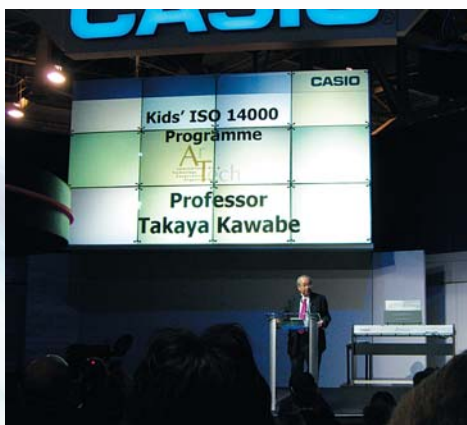 CASIO
CASIO
Kids' ISO 14000
Programme
ArTech
Professor
Takaya Kawabe